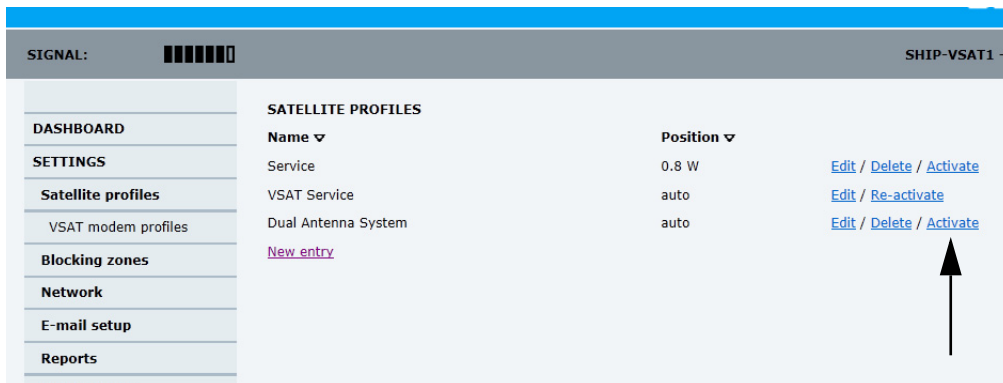 SIGNAL: SHIP-VSAT1 -
SATELLITE PROFILES
DASHBOARD
Name Position
SETTINGS
Service 0.8 W Edit / Delete / Activate
Satellite profiles
VSAT Service auto Edit / Re-activate
VSAT modem profiles
Dual Antenna System auto Edit / Delete / Activate
New entry
Blocking zones
Network
E-mail setup
Reports